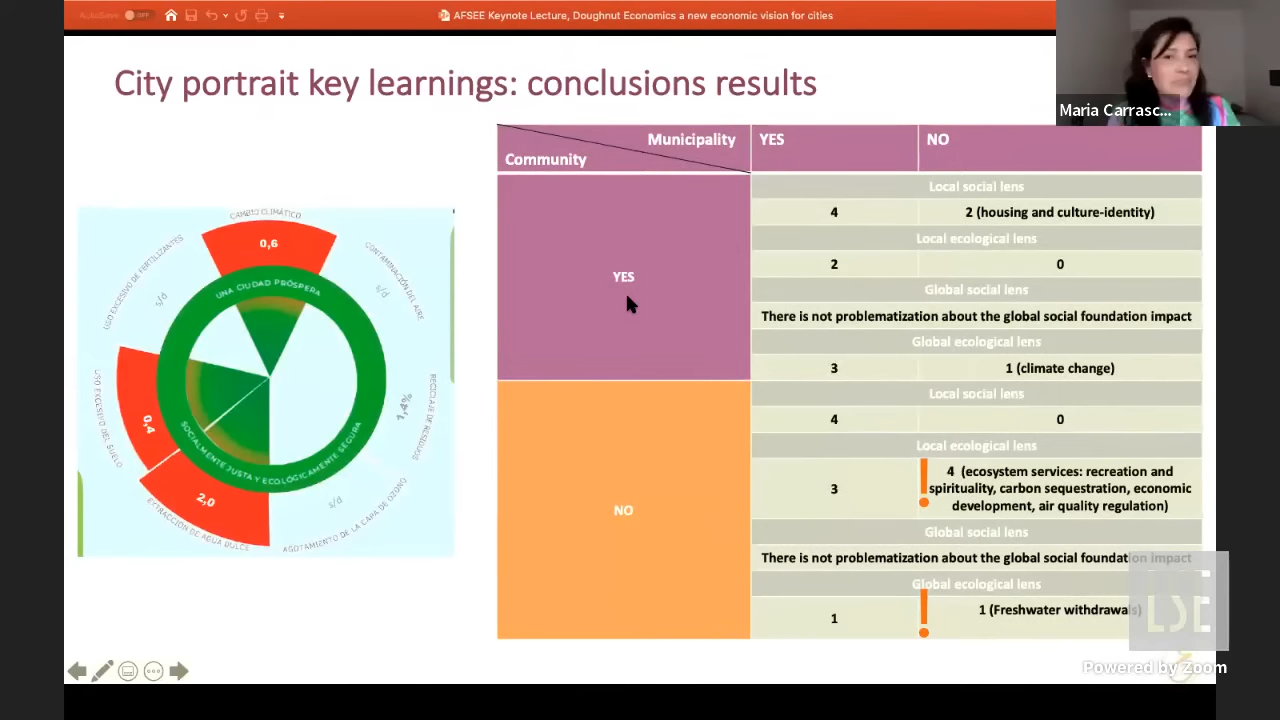 AutoSave OFF
AFSEE Keynote Lecture, Doughnut Economics a new economic vision for cities
City portrait key learnings: conclusions results
Maria Carrasc...
CAMBIO CLIMÁTICO
0,6
CONTAMINACIÓN DEL AIRE
s/d
RECICLAJE DE RESIDUOS
1,4%
AGOTAMIENTO DE LA CAPA DE OZONO
s/d
EXTRACCIÓN DE AGUA DULCE
2,0
USO EXCESIVO DEL SUELO
0,4
USO EXCESIVO DE FERTILIZANTES
s/d
UNA CIUDAD PRÓSPERA
SOCIALMENTE JUSTA Y ECOLÓGICAMENTE SEGURA
Municipality
Community
YES NO
YES
Local social lens
4 2 (housing and culture-identity)
Local ecological lens
2 0
Global social lens
There is not problematization about the global social foundation impact
Global ecological lens
3 1 (climate change)
NO
Local social lens
4 0
Local ecological lens
3 ! 4 (ecosystem services: recreation and
spirituality, carbon sequestration, economic
development, air quality regulation)
Global social lens
There is not problematization about the global social foundation impact
Global ecological lens
1 ! 1 (Freshwater withdrawals)
LSE
Powered by Zoom